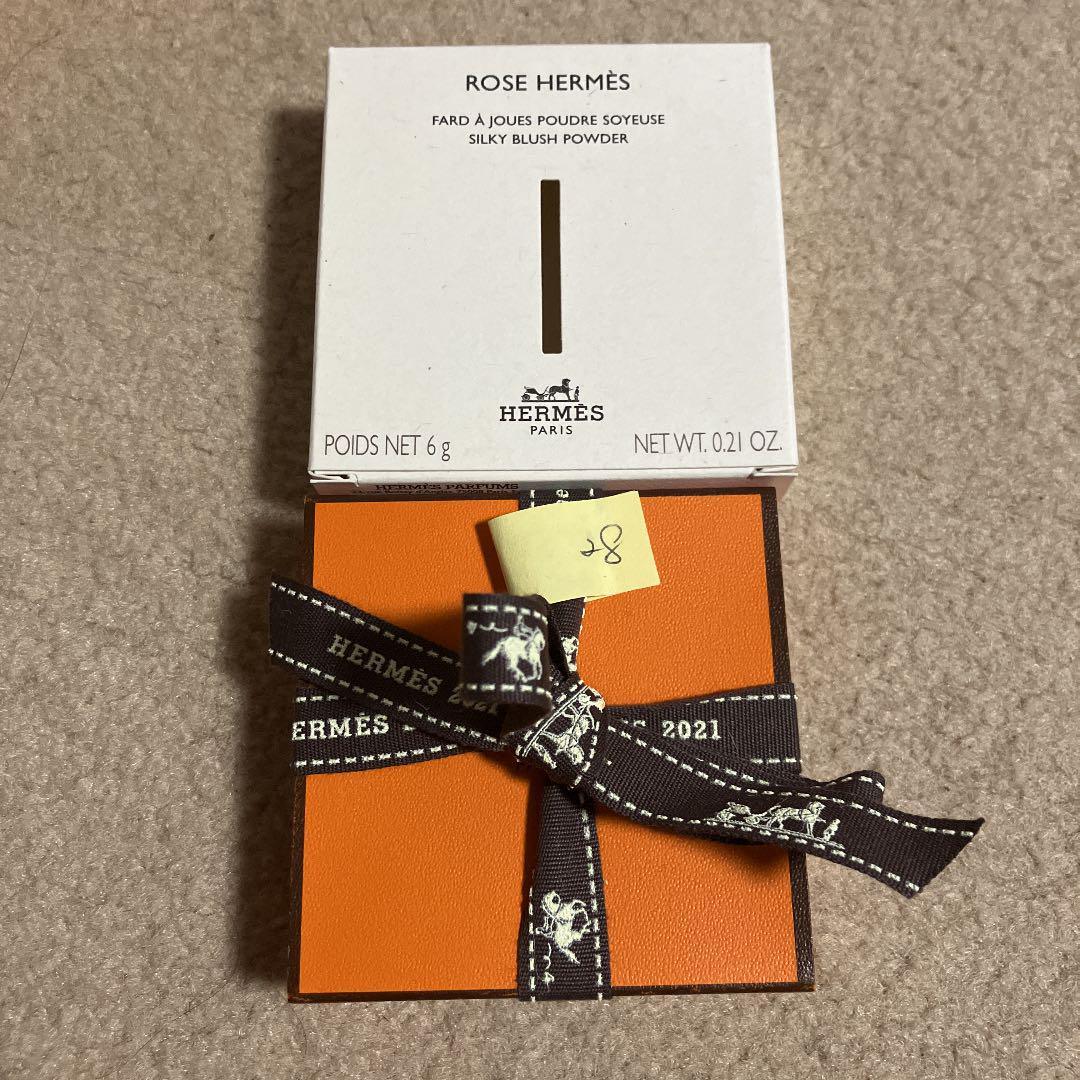 ROSE HERMÈS
FARD À JOUES POUDRE SOYEUSE
SILKY BLUSH POWDER
HERMÈS
PARIS
POIDS NET 6 g
NET WT. 0.21 OZ.
HERMÈS PARFUMS
28
HERMÈS 2021
ERMÈS
2021